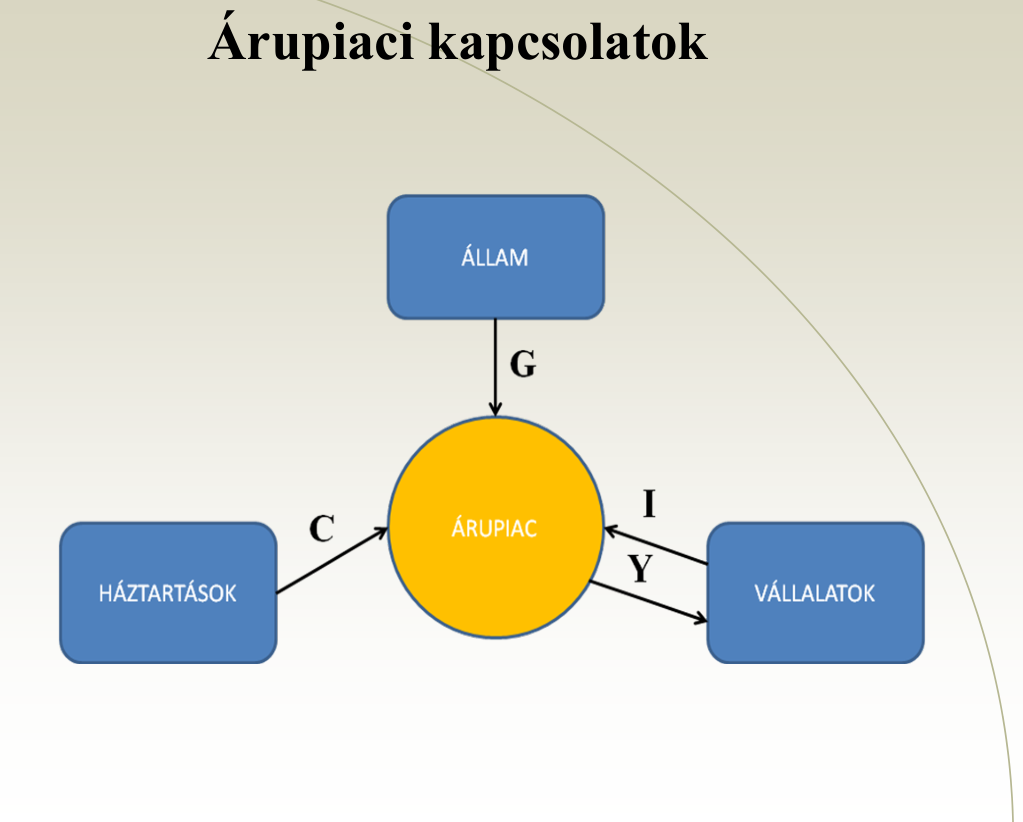 Árupiaci kapcsolatok
ÁLLAM
G
C
ÁRUPIAC
I
Y
HÁZTARTÁSOK
VÁLLALATOK